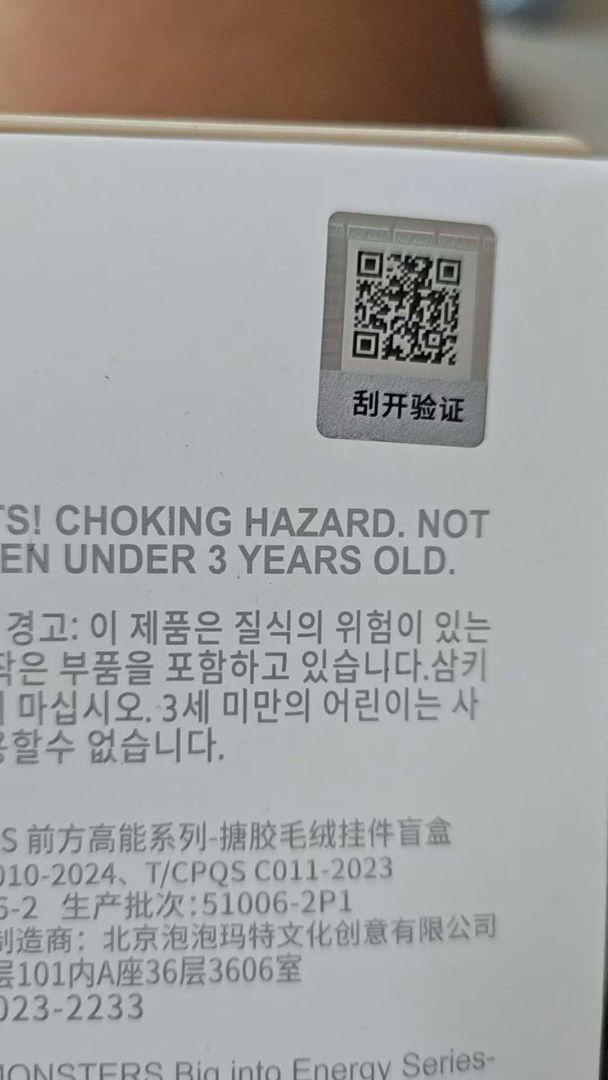 刮开验证
TS! CHOKING HAZARD. NOT
EN UNDER 3 YEARS OLD.
경고: 이 제품은 질식의 위험이 있는
작은 부품을 포함하고 있습니다.삼키
마십시오. 3세 미만의 어린이는 사
용할수 없습니다.
S 前方高能系列-搪胶毛绒挂件盲盒
010-2024、T/CPQS C011-2023
6-2 生产批次:51006-2P1
制造商：北京泡泡玛特文化创意有限公司
层101内A座36层3606室
023-2233
MONSTERS Big into Energy Series-